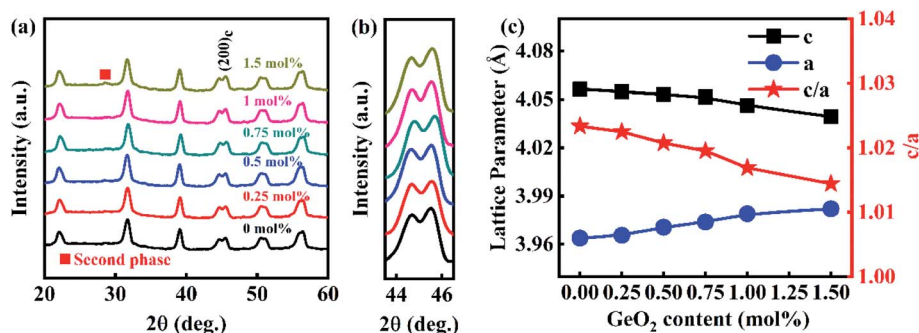 (a)
(200)c
1.5 mol%
1 mol%
0.75 mol%
0.5 mol%
0.25 mol%
0 mol%
Second phase
Intensity (a.u.)
20 30 40 50 60
2θ (deg.)
(b)
Intensity (a.u.)
44 46
2θ (deg.)
(c)
c
a
c/a
Lattice Parameter (Å)
4.08
4.05
4.02
3.99
3.96
1.04
1.03
1.02
1.01
1.00
c/a
0.00 0.25 0.50 0.75 1.00 1.25 1.50
GeO₂ content (mol%)